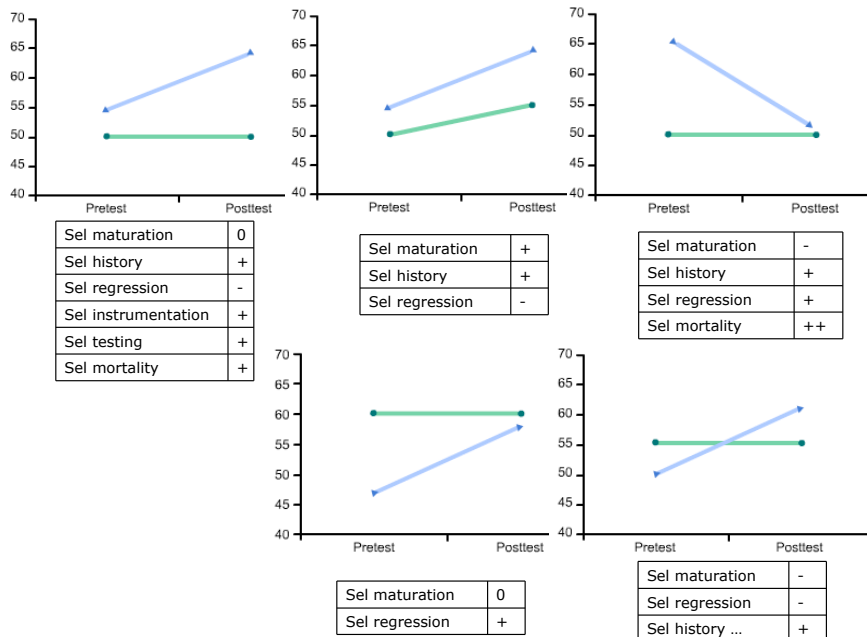 70
65
60
55
50
45
40
Pretest Posttest
Sel maturation 0
Sel history +
Sel regression -
Sel instrumentation +
Sel testing +
Sel mortality +
70
65
60
55
50
45
40
Pretest Posttest
Sel maturation +
Sel history +
Sel regression -
70
65
60
55
50
45
40
Pretest Posttest
Sel maturation -
Sel history +
Sel regression +
Sel mortality ++
70
65
60
55
50
45
40
Pretest Posttest
Sel maturation 0
Sel regression +
70
65
60
55
50
45
40
Pretest Posttest
Sel maturation -
Sel regression -
Sel history ... +